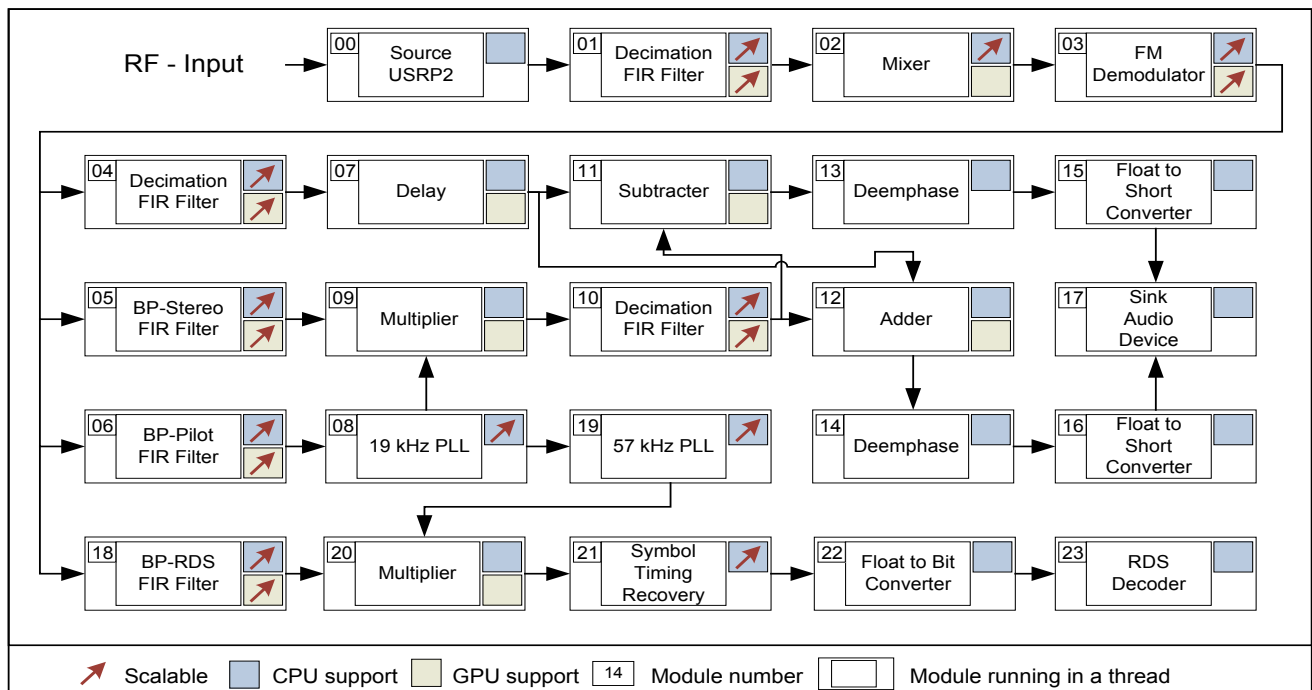 RF - Input
00
Source
USRP2
01
Decimation
FIR Filter
02
Mixer
03
FM
Demodulator
04
Decimation
FIR Filter
07
Delay
11
Subtracter
13
Deemphase
15
Float to
Short
Converter
05
BP-Stereo
FIR Filter
09
Multiplier
10
Decimation
FIR Filter
12
Adder
17
Sink
Audio
Device
06
BP-Pilot
FIR Filter
08
19 kHz PLL
19
57 kHz PLL
14
Deemphase
16
Float to
Short
Converter
18
BP-RDS
FIR Filter
20
Multiplier
21
Symbol
Timing
Recovery
22
Float to Bit
Converter
23
RDS
Decoder
Scalable
CPU support
GPU support
14 Module number
Module running in a thread